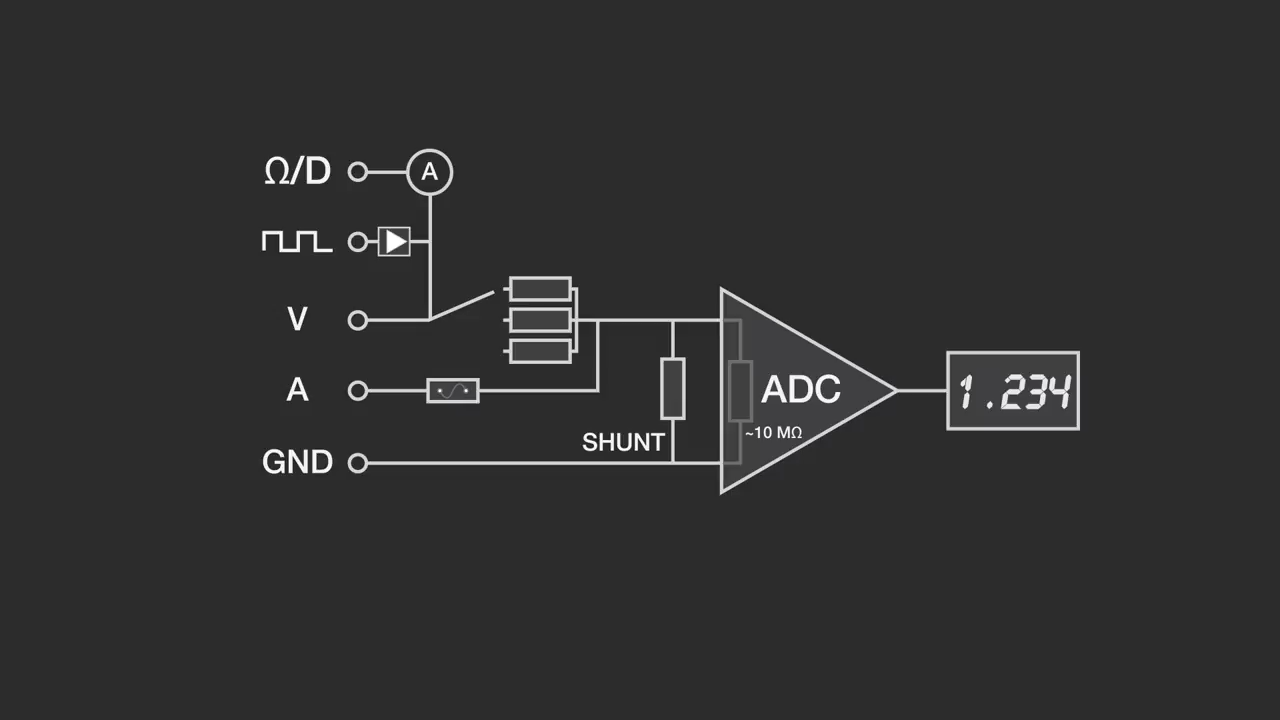 Ω/D
A
V
A
GND
SHUNT
ADC
~10 MΩ
1.234